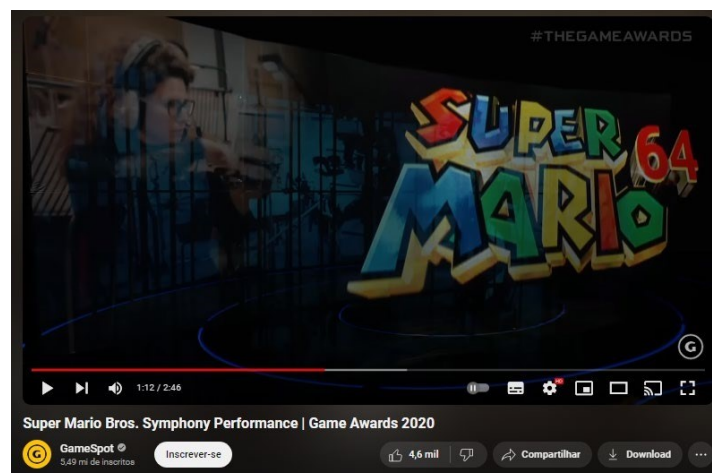 #THEGAMEAWARDS
SUPER
MARIO
64
G
1:12 / 2:46
HD
Super Mario Bros. Symphony Performance | Game Awards 2020
G
GameSpot
5,49 mi de inscritos
Inscrever-se
4,6 mil
Compartilhar
Download